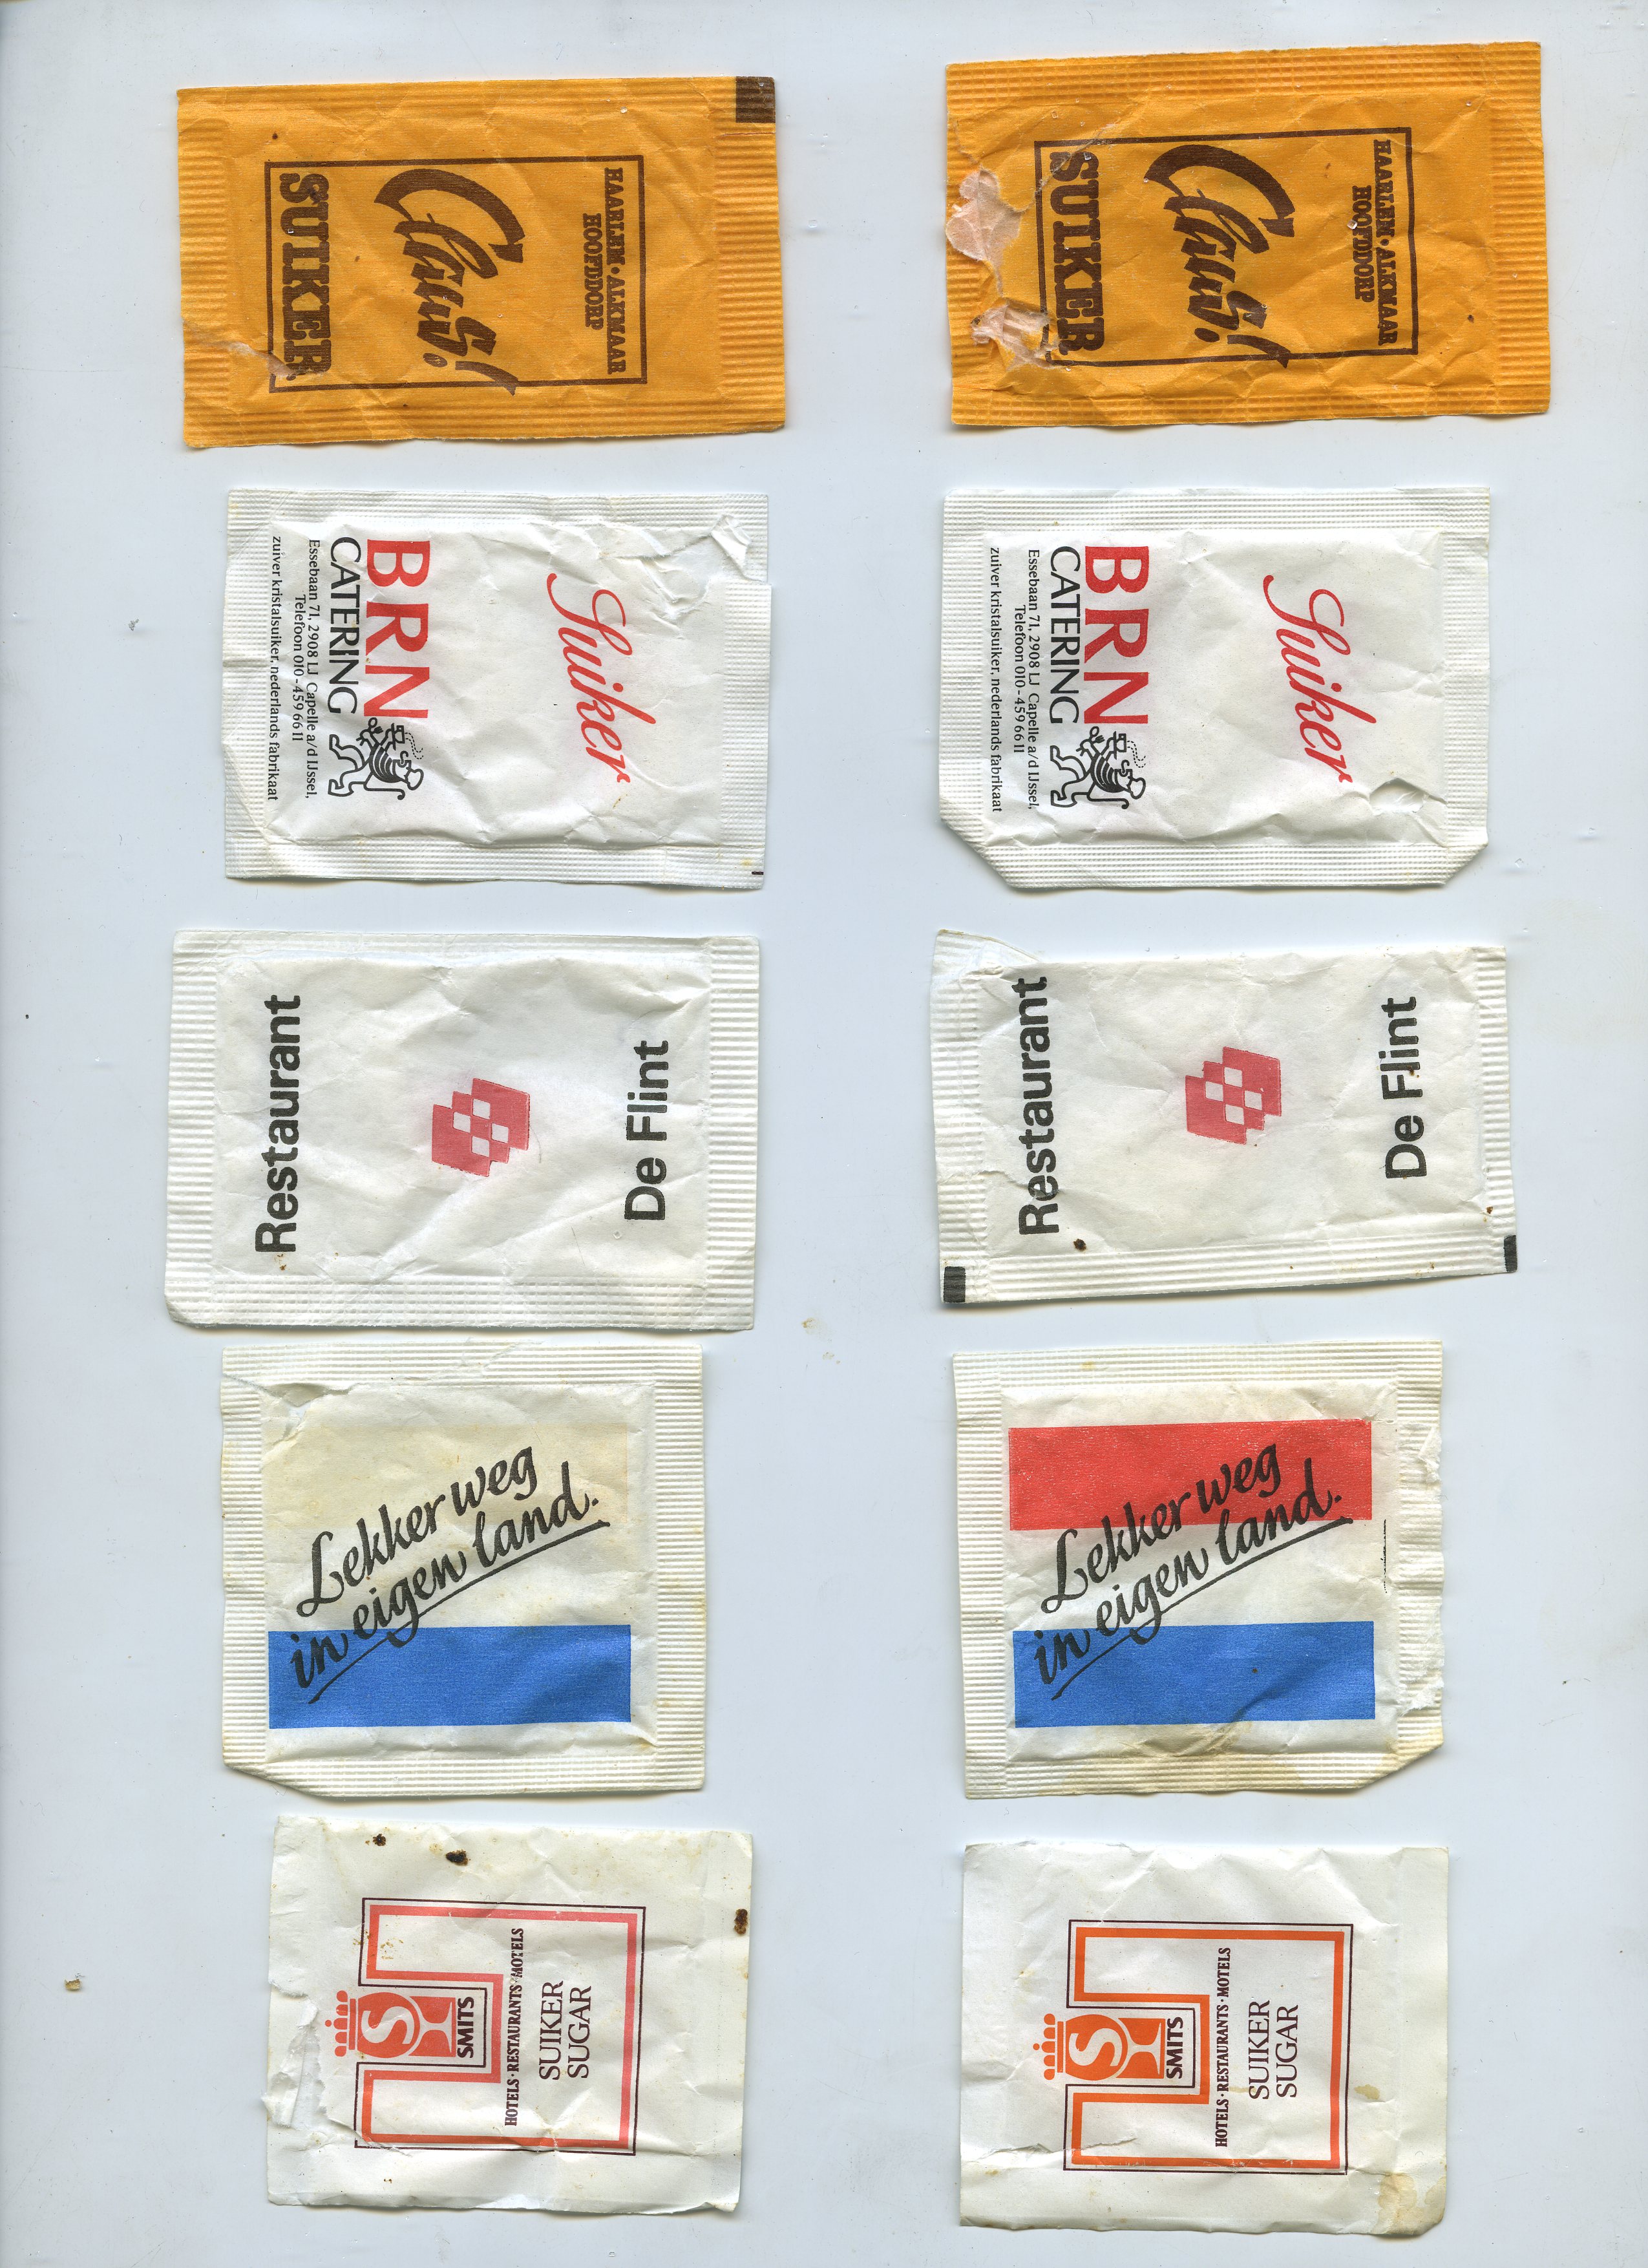 HAARLEM · ALKMAAR
HOOFDDORP
Claus!
SUIKER
HAARLEM · ALKMAAR
HOOFDDORP
Claus!
SUIKER
Suiker
BRN
CATERING
Essebaan 71, 2908 LJ Capelle a/d IJssel,
Telefoon 010-459 66 11
zuiver kristalsuiker, nederlands fabrikaat
Suiker
BRN
CATERING
Essebaan 71, 2908 LJ Capelle a/d IJssel,
Telefoon 010-459 66 11
zuiver kristalsuiker, nederlands fabrikaat
Restaurant
De Flint
Restaurant
De Flint
Lekker weg
in eigen land.
Lekker weg
in eigen land.
S
SMITS
HOTELS · RESTAURANTS · MOTELS
SUIKER
SUGAR
S
SMITS
HOTELS · RESTAURANTS · MOTELS
SUIKER
SUGAR